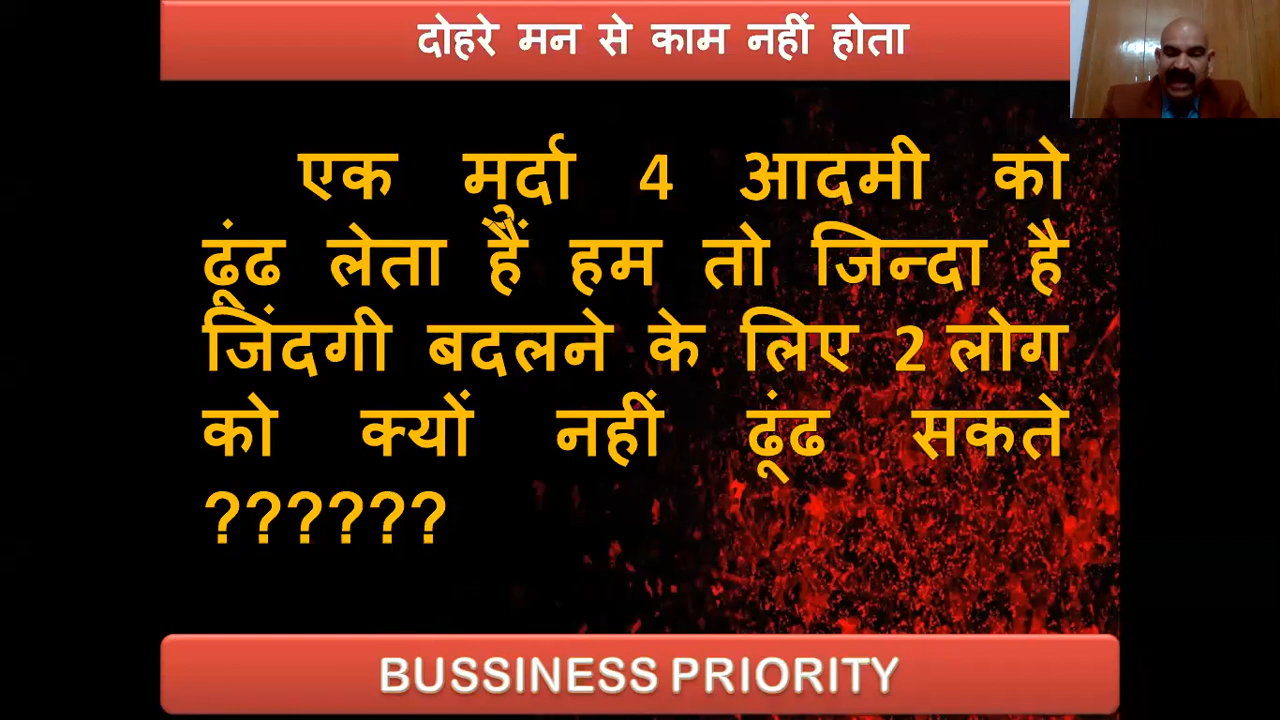 दोहरे मन से काम नहीं होता
एक मुर्दा 4 आदमी को
ढूंढ लेता हैं हम तो जिन्दा है
जिंदगी बदलने के लिए 2 लोग
को क्यों नहीं ढूंढ सकते
??????
BUSSINESS PRIORITY